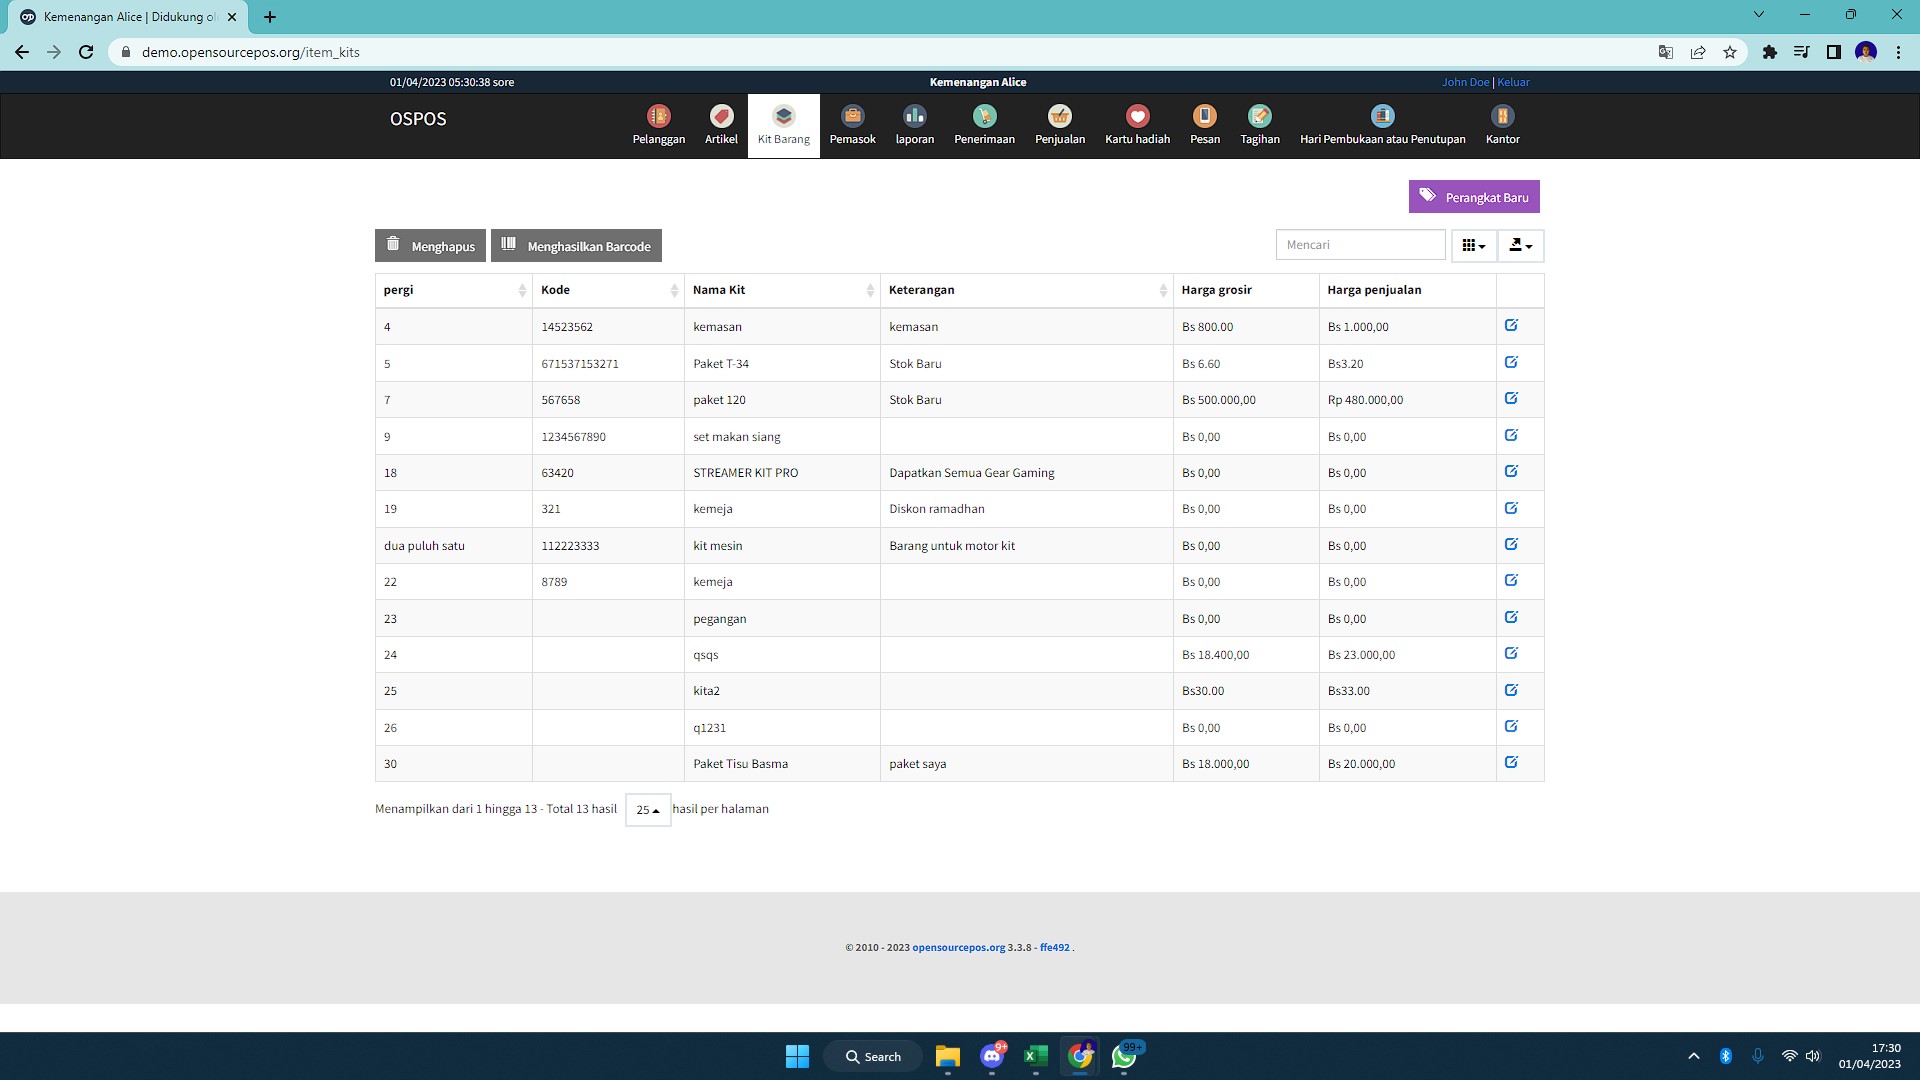 Kemenangan Alice | Didukung ol
demo.opensourcepos.org/item_kits
01/04/2023 05:30:38 sore
Kemenangan Alice
John Doe | Keluar
OSPOS
Pelanggan
Artikel
Kit Barang
Pemasok
laporan
Penerimaan
Penjualan
Kartu hadiah
Pesan
Tagihan
Hari Pembukaan atau Penutupan
Kantor
Perangkat Baru
Menghapus
Menghasilkan Barcode
Mencari
pergi Kode Nama Kit Keterangan Harga grosir Harga penjualan
4 14523562 kemasan kemasan Bs 800.00 Bs 1.000,00
5 671537153271 Paket T-34 Stok Baru Bs 6.60 Bs3.20
7 567658 paket 120 Stok Baru Bs 500.000,00 Rp 480.000,00
9 1234567890 set makan siang Bs 0,00 Bs 0,00
18 63420 STREAMER KIT PRO Dapatkan Semua Gear Gaming Bs 0,00 Bs 0,00
19 321 kemeja Diskon ramadhan Bs 0,00 Bs 0,00
dua puluh satu 112223333 kit mesin Barang untuk motor kit Bs 0,00 Bs 0,00
22 8789 kemeja Bs 0,00 Bs 0,00
23 pegangan Bs 0,00 Bs 0,00
24 qsqs Bs 18.400,00 Bs 23.000,00
25 kita2 Bs30.00 Bs33.00
26 q1231 Bs 0,00 Bs 0,00
30 Paket Tisu Basma paket saya Bs 18.000,00 Bs 20.000,00
Menampilkan dari 1 hingga 13 - Total 13 hasil 25 hasil per halaman
© 2010 - 2023 opensourcepos.org 3.3.8 - ffe492 .
Search
9+
99+
17:30
01/04/2023